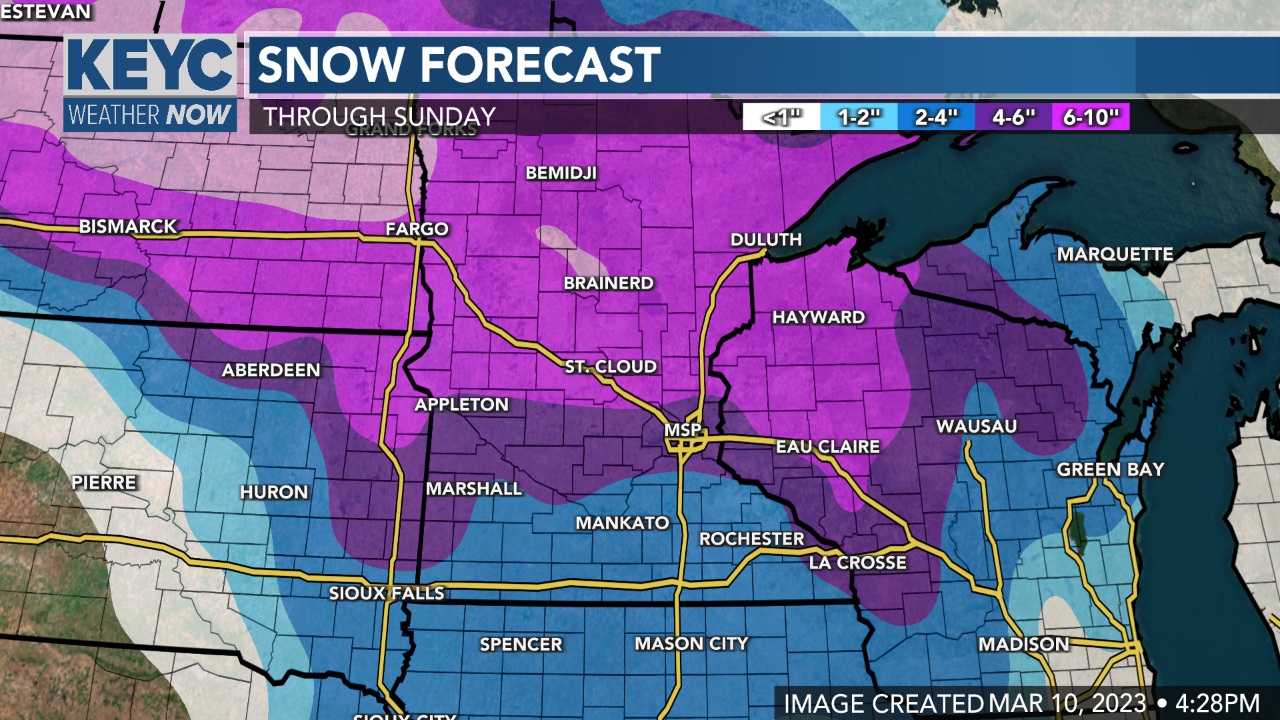 ESTEVAN
KEYC
WEATHER NOW
SNOW FORECAST
THROUGH SUNDAY
<1" 1-2" 2-4" 4-6" 6-10"
GRAND FORKS
BEMIDJI
BISMARCK
FARGO
DULUTH
MARQUETTE
BRAINERD
HAYWARD
ABERDEEN
ST. CLOUD
APPLETON
MSP
WAUSAU
EAU CLAIRE
GREEN BAY
PIERRE
HURON
MARSHALL
MANKATO
ROCHESTER
LA CROSSE
SIOUX FALLS
SPENCER
MASON CITY
MADISON
SIOUX CITY
IMAGE CREATED MAR 10, 2023 • 4:28PM